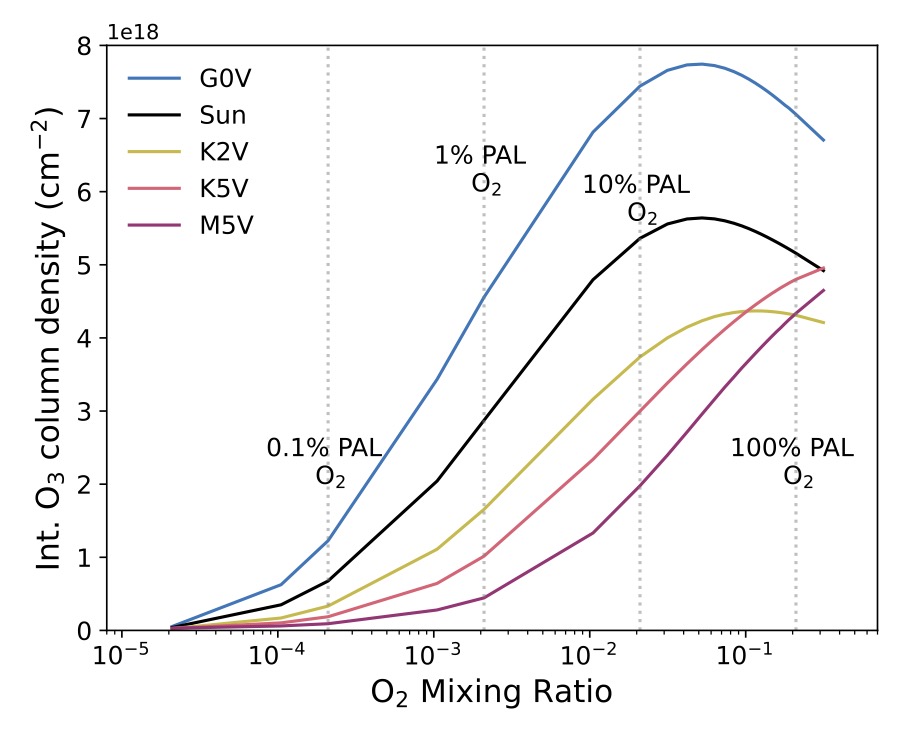 1e18
8
7
6
5
4
3
2
1
0
Int. O₃ column density (cm⁻²)
G0V
Sun
K2V
K5V
M5V
1% PAL
O₂
10% PAL
O₂
0.1% PAL
O₂
100% PAL
O₂
10⁻⁵ 10⁻⁴ 10⁻³ 10⁻² 10⁻¹
O₂ Mixing Ratio